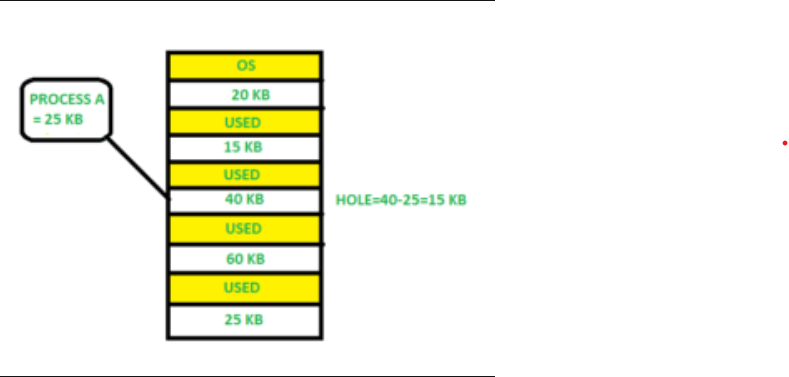 OS
20 KB
PROCESS A
= 25 KB
USED
15 KB
USED
40 KB
HOLE=40-25=15 KB
USED
60 KB
USED
25 KB